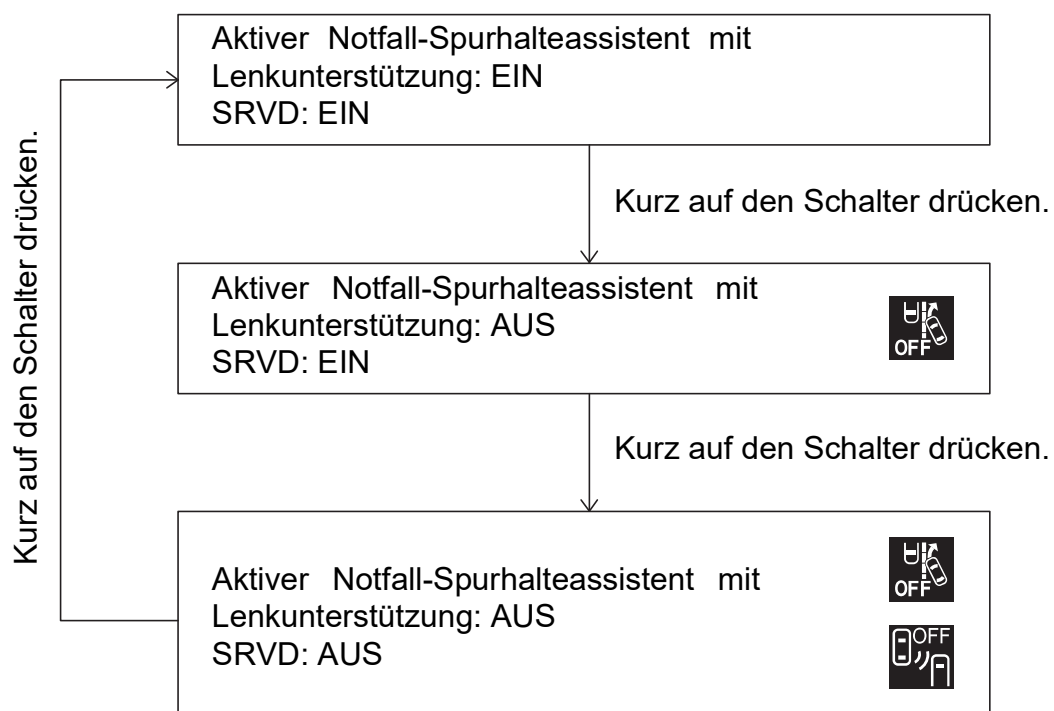 Aktiver Notfall-Spurhalteassistent mit
Lenkunterstützung: EIN
SRVD: EIN
Kurz auf den Schalter drücken.
Kurz auf den Schalter drücken.
Aktiver Notfall-Spurhalteassistent mit
Lenkunterstützung: AUS
SRVD: EIN
OFF
Kurz auf den Schalter drücken.
Aktiver Notfall-Spurhalteassistent mit
Lenkunterstützung: AUS
SRVD: AUS
OFF
OFF